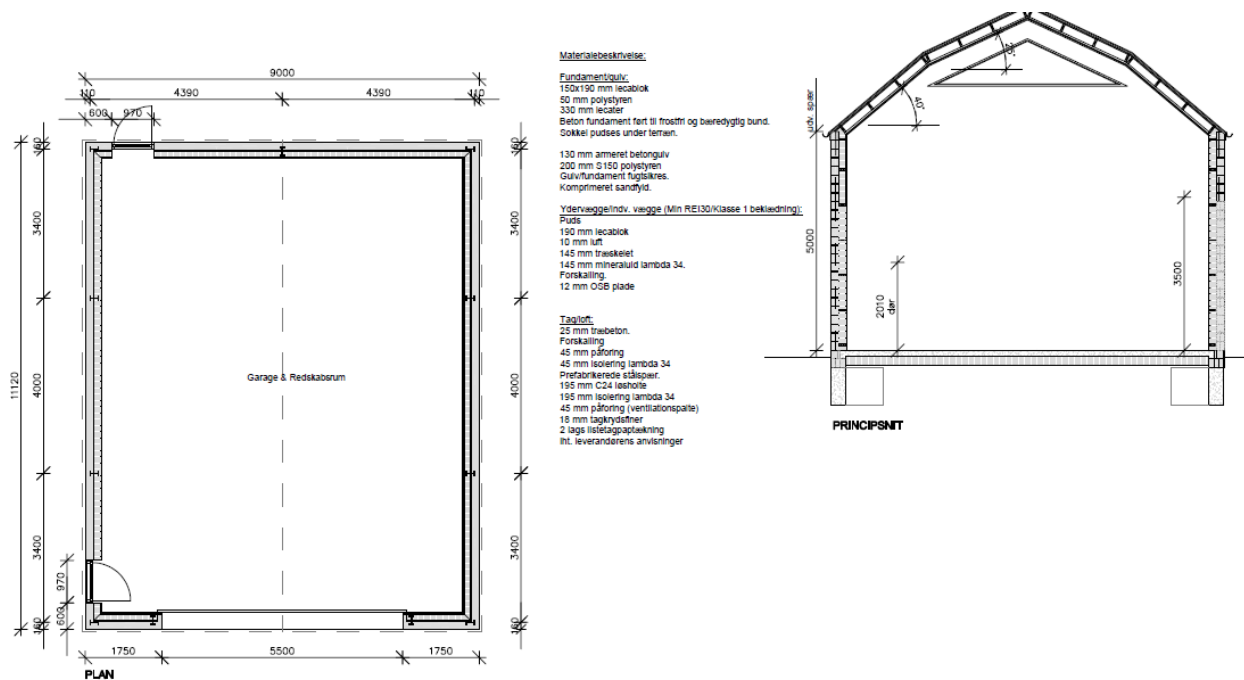 9000
110
4390
4390
110
600
970
160
160
3400
3400
11120
4000
4000
Garage & Redskabsrum
3400
3400
970
600
160
160
1750
5500
1750
PLAN
Materialebeskrivelse:
Fundament/gulv:
150x190 mm lecablok
50 mm polystyren
330 mm lecater
Beton fundament ført til frostfri og bæredygtig bund.
Sokkel pudses under terræn.
130 mm armeret betongulv
200 mm S150 polystyren
Gulv/fundament fugtsikres.
Komprimeret sandfyld.
Ydervægge/indv. vægge (Min REI30/Klasse 1 beklædning):
Puds
190 mm lecablok
10 mm luft
145 mm træskelet
145 mm mineraluld lambda 34.
Forskalling.
12 mm OSB plade
Tag/loft:
25 mm træbeton.
Forskalling
45 mm påforing
45 mm isolering lambda 34
Prefabrikerede stålspær.
195 mm C24 løsholte
195 mm isolering lambda 34
45 mm påforing (ventilationspalte)
18 mm tagkrydsfiner
2 lags listetagpaptækning
Iht. leverandørens anvisninger
25°
40°
udv. spær
5000
2010
dør
3500
PRINCIPSNIT